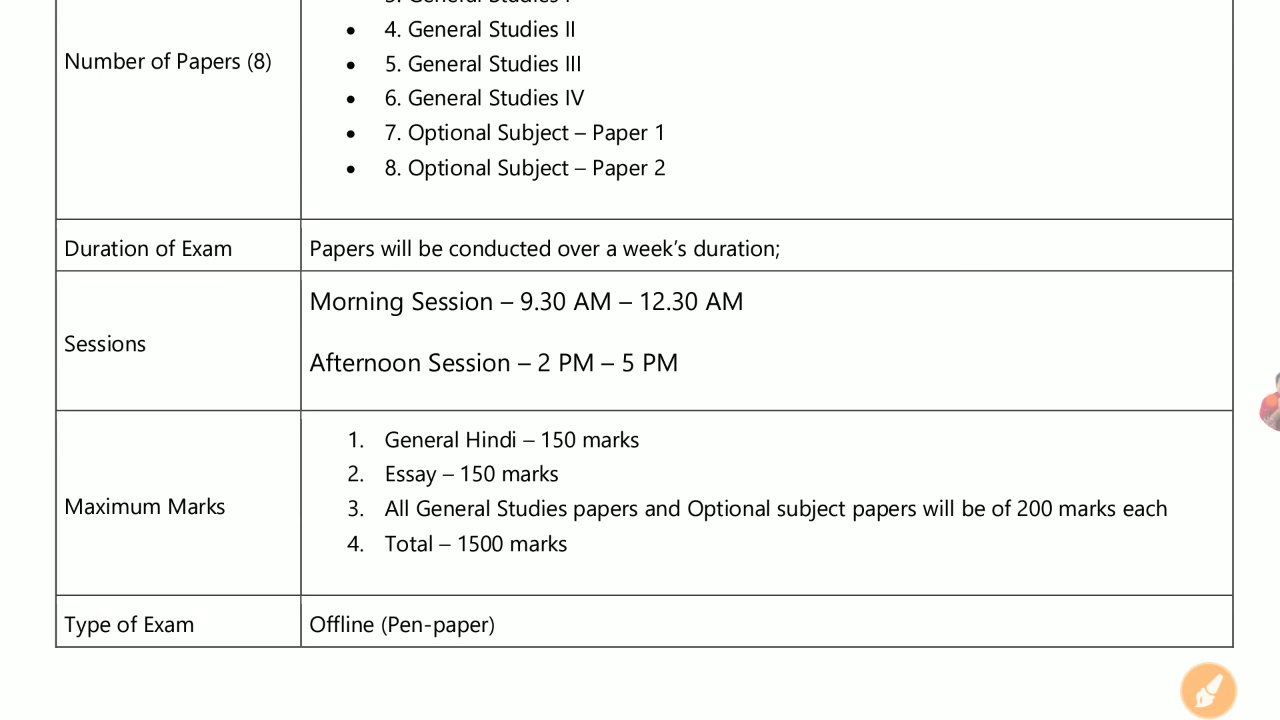 3. General Studies I
Number of Papers (8)
• 4. General Studies II
• 5. General Studies III
• 6. General Studies IV
• 7. Optional Subject – Paper 1
• 8. Optional Subject – Paper 2
Duration of Exam
Papers will be conducted over a week’s duration;
Sessions
Morning Session – 9.30 AM – 12.30 AM
Afternoon Session – 2 PM – 5 PM
Maximum Marks
1. General Hindi – 150 marks
2. Essay – 150 marks
3. All General Studies papers and Optional subject papers will be of 200 marks each
4. Total – 1500 marks
Type of Exam
Offline (Pen-paper)